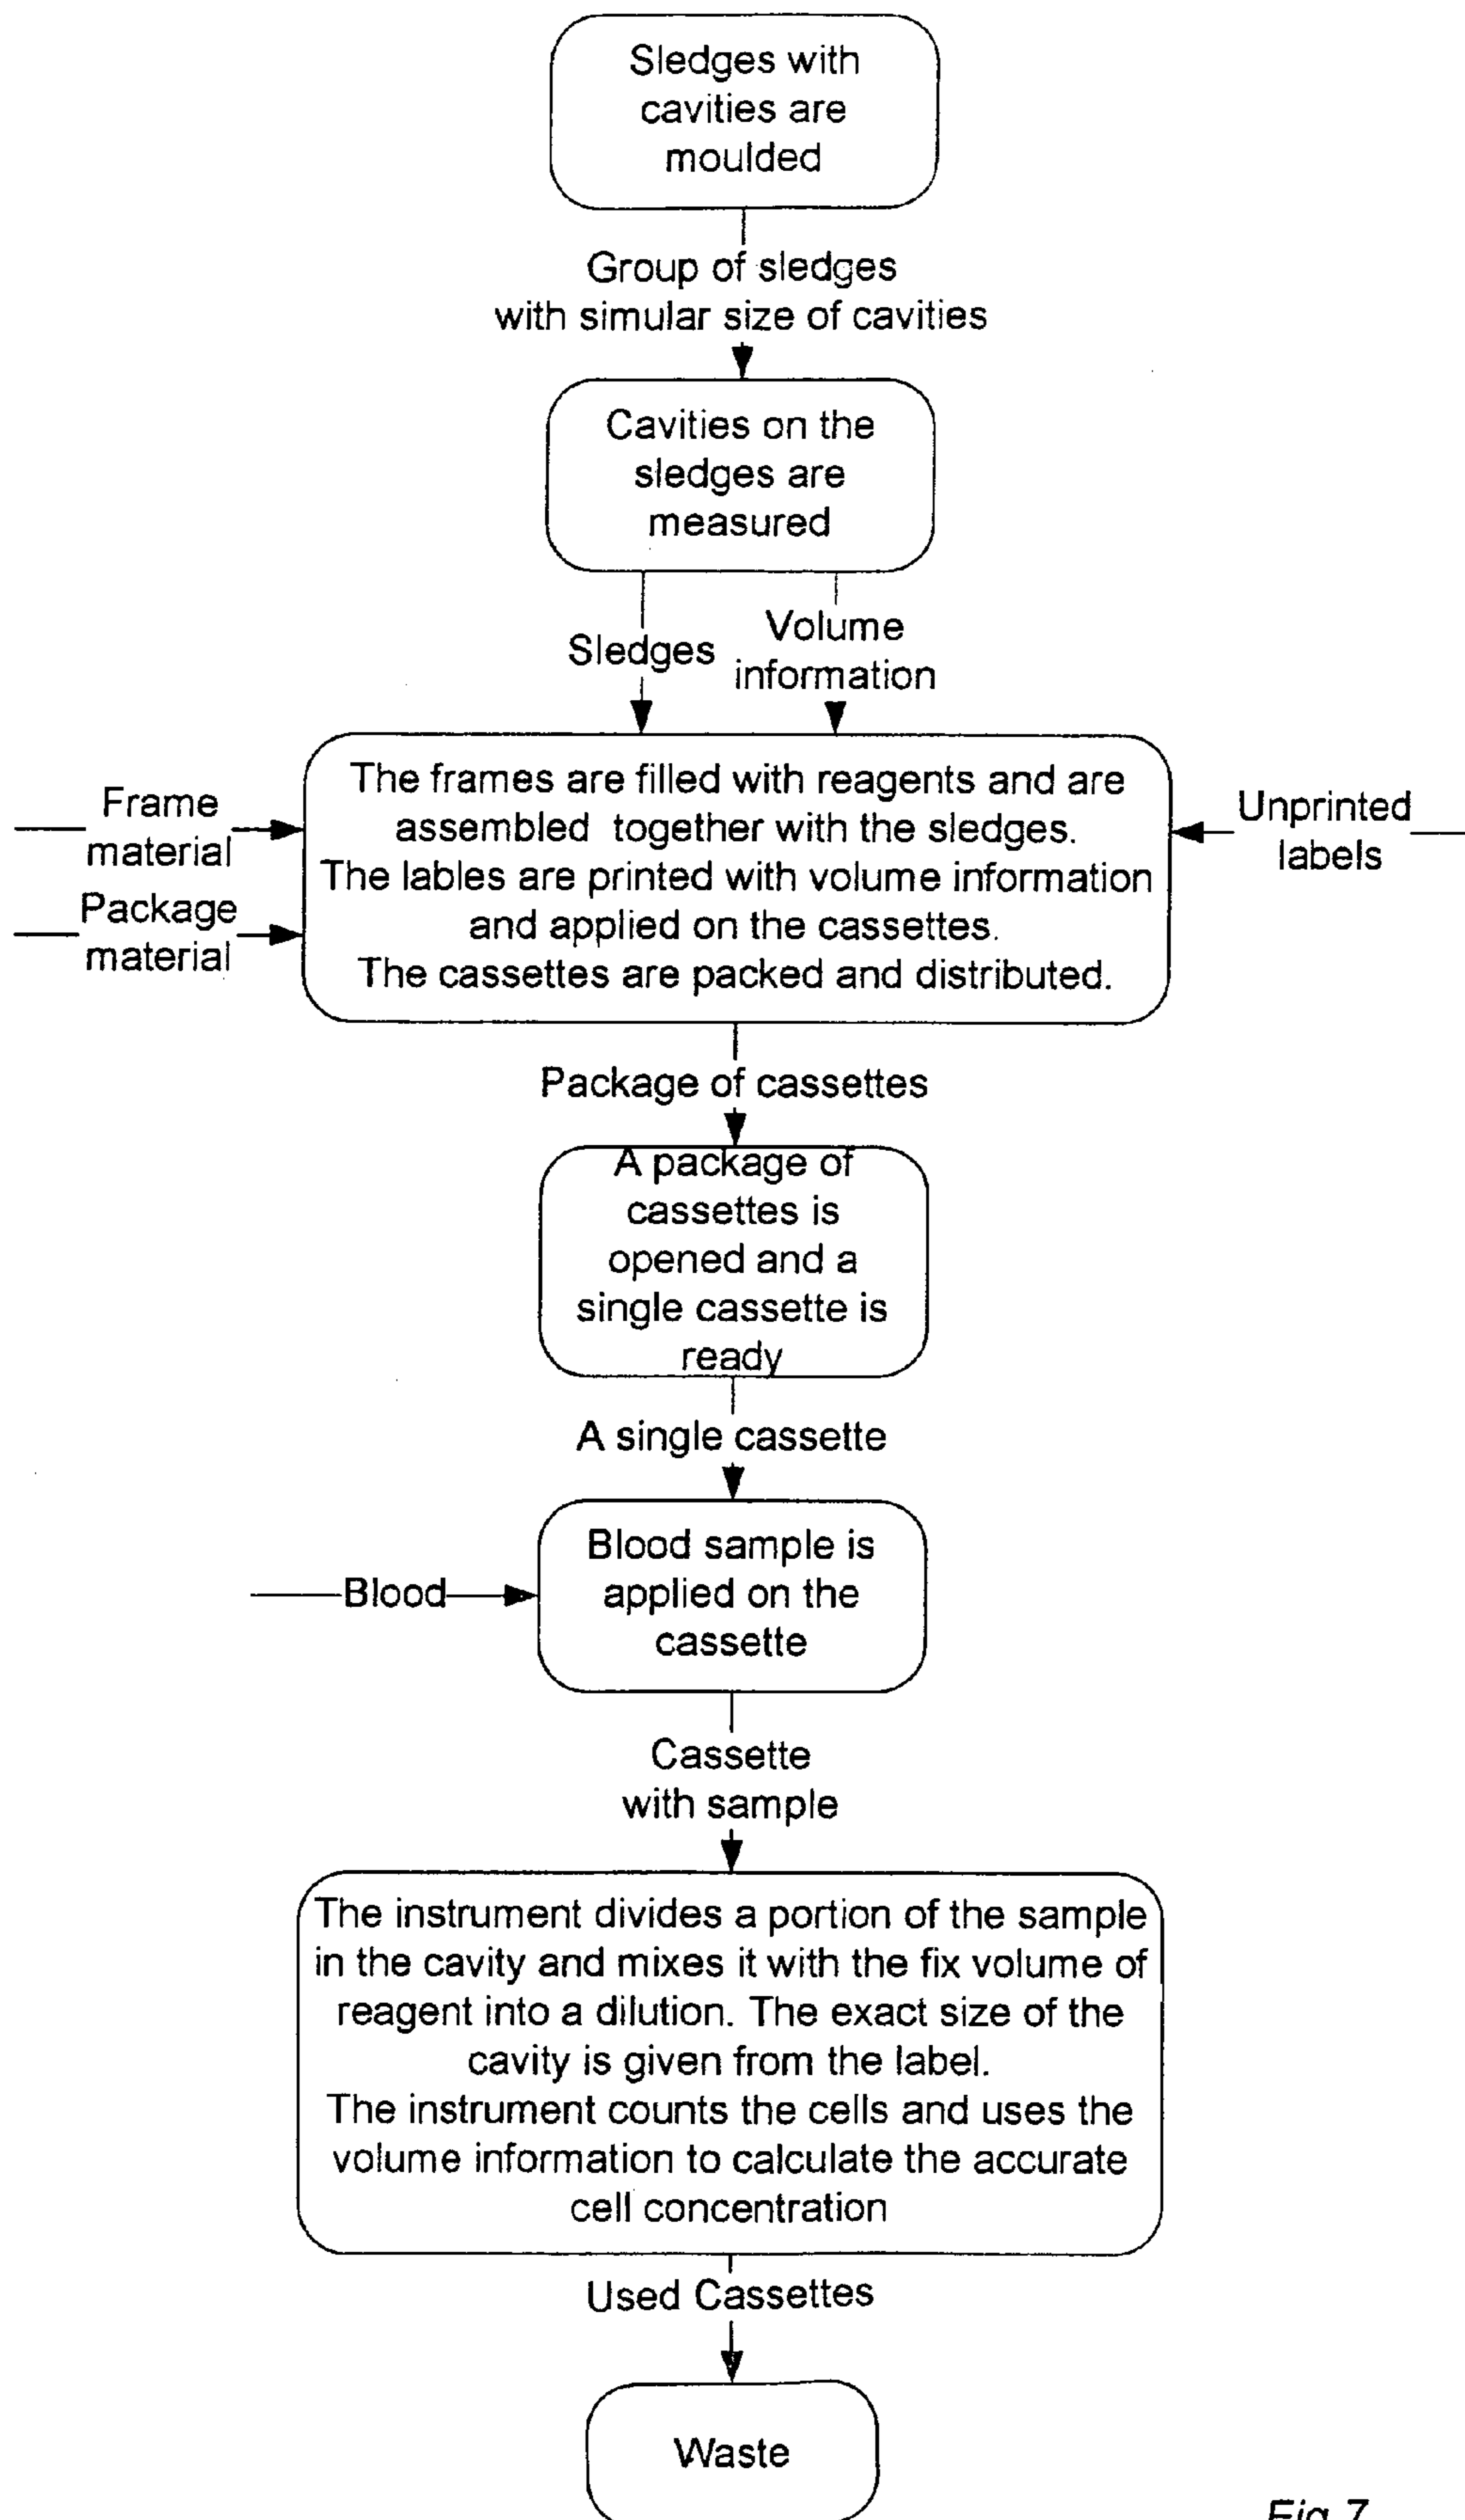 Sledges with
cavities are
moulded
Group of sledges
with simular size of cavities
Cavities on the
sledges are
measured
Sledges
Volume
information
Frame
material
Package
material
The frames are filled with reagents and are
assembled together with the sledges.
The lables are printed with volume information
and applied on the cassettes.
The cassettes are packed and distributed.
Unprinted
labels
Package of cassettes
A package of
cassettes is
opened and a
single cassette is
ready
A single cassette
Blood
Blood sample is
applied on the
cassette
Cassette
with sample
The instrument divides a portion of the sample
in the cavity and mixes it with the fix volume of
reagent into a dilution. The exact size of the
cavity is given from the label.
The instrument counts the cells and uses the
volume information to calculate the accurate
cell concentration
Used Cassettes
Waste
Fig 7